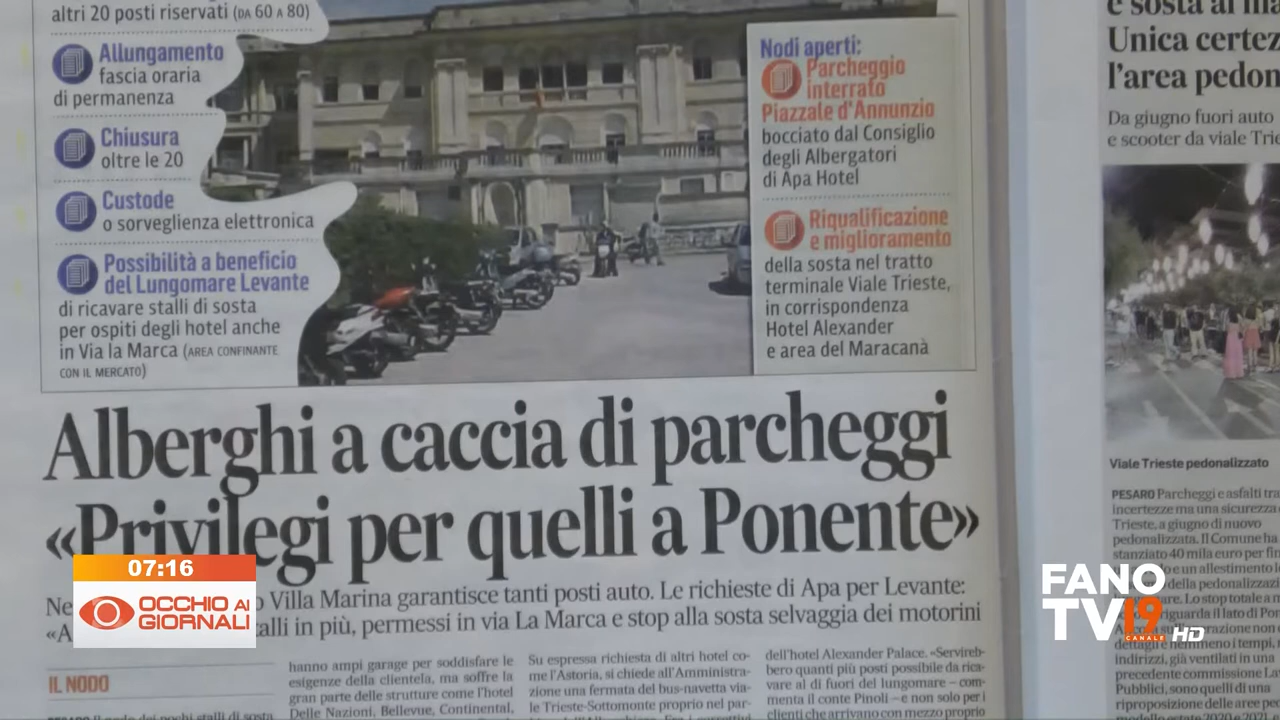 altri 20 posti riservati (DA 60 A 80)
Allungamento
fascia oraria
di permanenza
Chiusura
oltre le 20
Custode
o sorveglienza elettronica
Possibilità a beneficio
del Lungomare Levante
di ricavare stalli di sosta
per ospiti degli hotel anche
in Via la Marca (AREA CONFINANTE
CON IL MERCATO)
Nodi aperti:
Parcheggio
interrato
Piazzale d'Annunzio
bocciato dal Consiglio
degli Albergatori
di Apa Hotel
Riqualificazione
e miglioramento
della sosta nel tratto
terminale Viale Trieste,
in corrispondenza
Hotel Alexander
e area del Maracanà
Alberghi a caccia di parcheggi
«Privilegi per quelli a Ponente»
Villa Marina garantisce tanti posti auto. Le richieste di Apa per Levante:
in più, permessi in via La Marca e stop alla sosta selvaggia dei motorini
IL NODO
hanno ampi garage per soddisfare le
esigenze della clientela, ma soffre la
gran parte delle strutture come l'hotel
Delle Nazioni, Bellevue, Continental,
Su espressa richiesta di altri hotel co-
me l'Astoria, si chiede all'Amministra-
zione una fermata del bus-navetta via-
le Trieste-Sottomonte proprio nel par-
dell'hotel Alexander Palace. «Servireb-
bero quanti più posti possibile da rica-
vare al di fuori del lungomare – com-
menta il conte Pinoli – e non solo per i
clienti che arrivano con mezzo proprio
e sosta al
Unica certez
l'area pedon
Da giugno fuori auto
e scooter da viale Trie
Viale Trieste pedonalizzato
PESARO Parcheggi e asfalti tra
incertezze ma una sicurezza
Trieste, a giugno di nuovo
pedonalizzata. Il Comune ha
stanziato 40 mila euro per fin
e un allestimento
della pedonalizzazi
Lo stop totale a
riguarda il lato di Pon
indirizzi, già ventilati in una
precedente commissione La
Pubblici, sono quelli di una
riproposizione delle aree pe
07:16
OCCHIO AI
GIORNALI
FANO
TV19
CANALE
HD